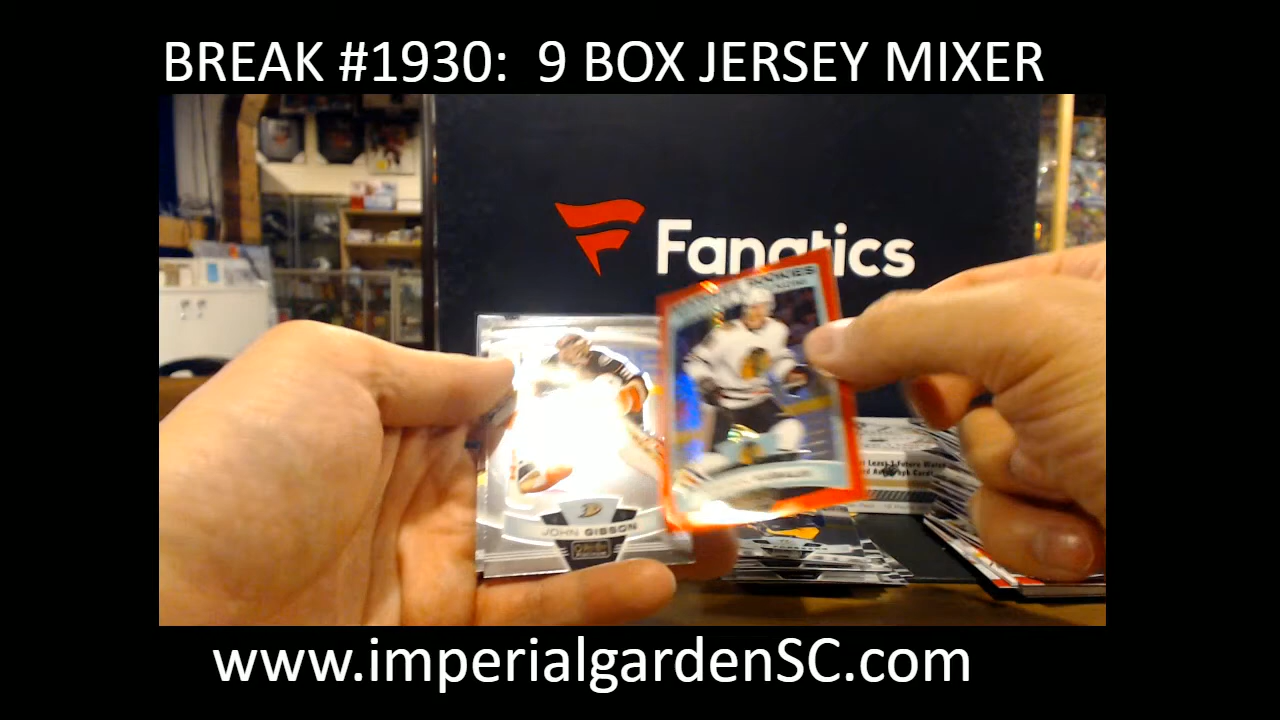 BREAK #1930:  9 BOX JERSEY MIXER
Fanatics
JOHN GIBSON
www.imperialgardenSC.com